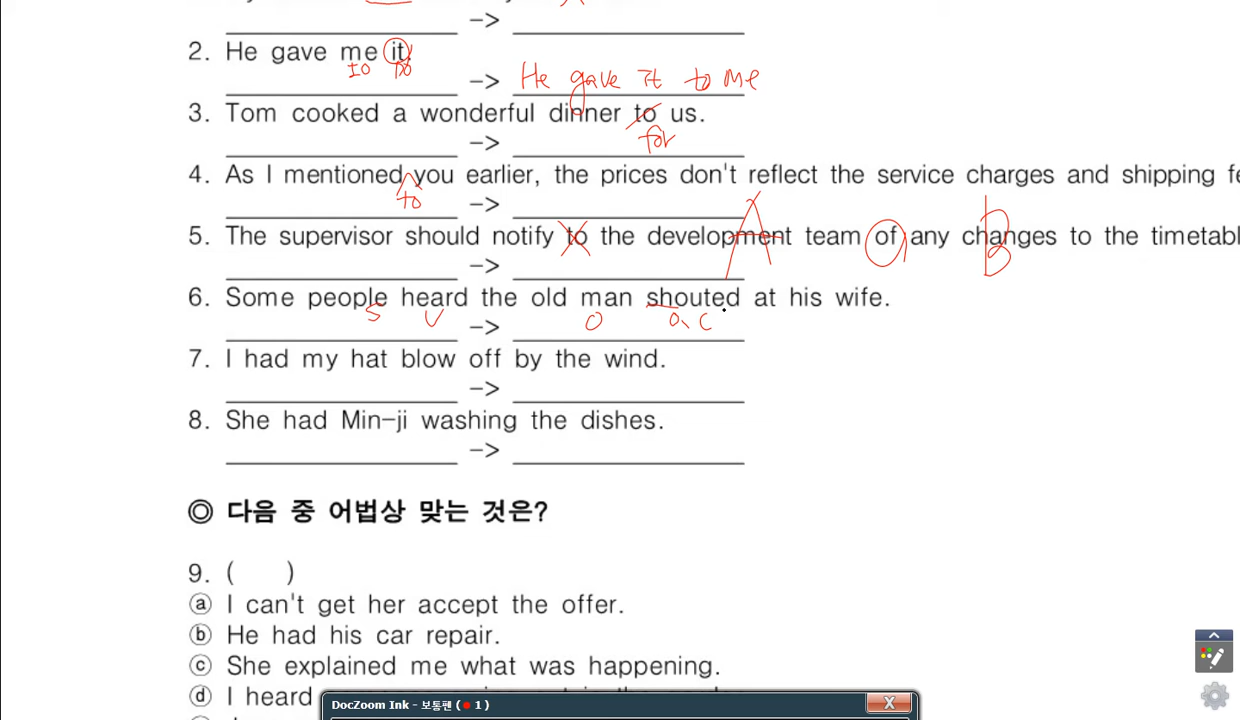 ->
2. He gave me it.
IO DO
-> He gave it to me
3. Tom cooked a wonderful dinner to us.
-> for
4. As I mentioned you earlier, the prices don't reflect the service charges and shipping fe
to
->
5. The supervisor should notify to the development team of any changes to the timetabl
A B
->
6. Some people heard the old man shouted at his wife.
S V O O.C
->
7. I had my hat blow off by the wind.
->
8. She had Min-ji washing the dishes.
->
◎ 다음 중 어법상 맞는 것은?
9. ( )
ⓐ I can't get her accept the offer.
ⓑ He had his car repair.
ⓒ She explained me what was happening.
ⓓ I heard
DocZoom Ink - 보통펜 ( ● 1 )
X